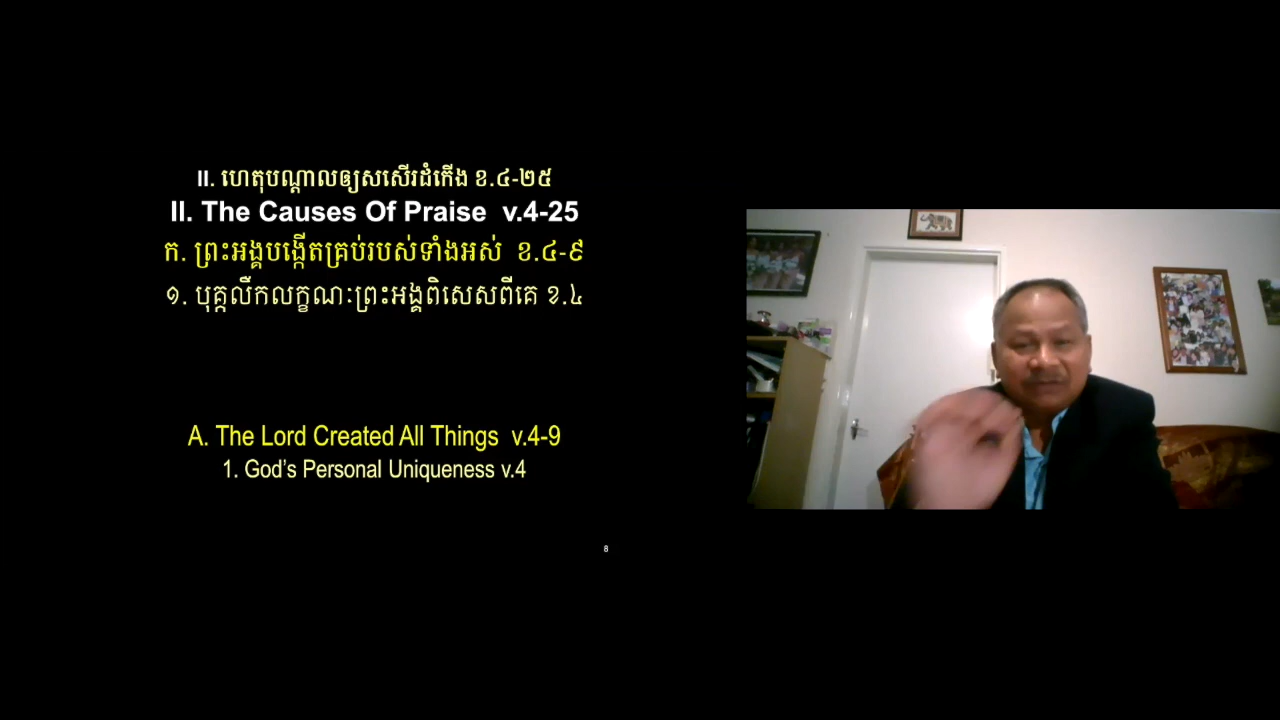 II. ហេតុបណ្ដាលឲ្យសសើរដំកើង ខ.៤-២៥
II. The Causes Of Praise v.4-25
ក. ព្រះអង្គបង្កើតគ្រប់របស់ទាំងអស់ ខ.៤-៩
១. បុគ្គលិកលក្ខណៈព្រះអង្គពិសេសពីគេ ខ.៤
A. The Lord Created All Things v.4-9
1. God's Personal Uniqueness v.4
8